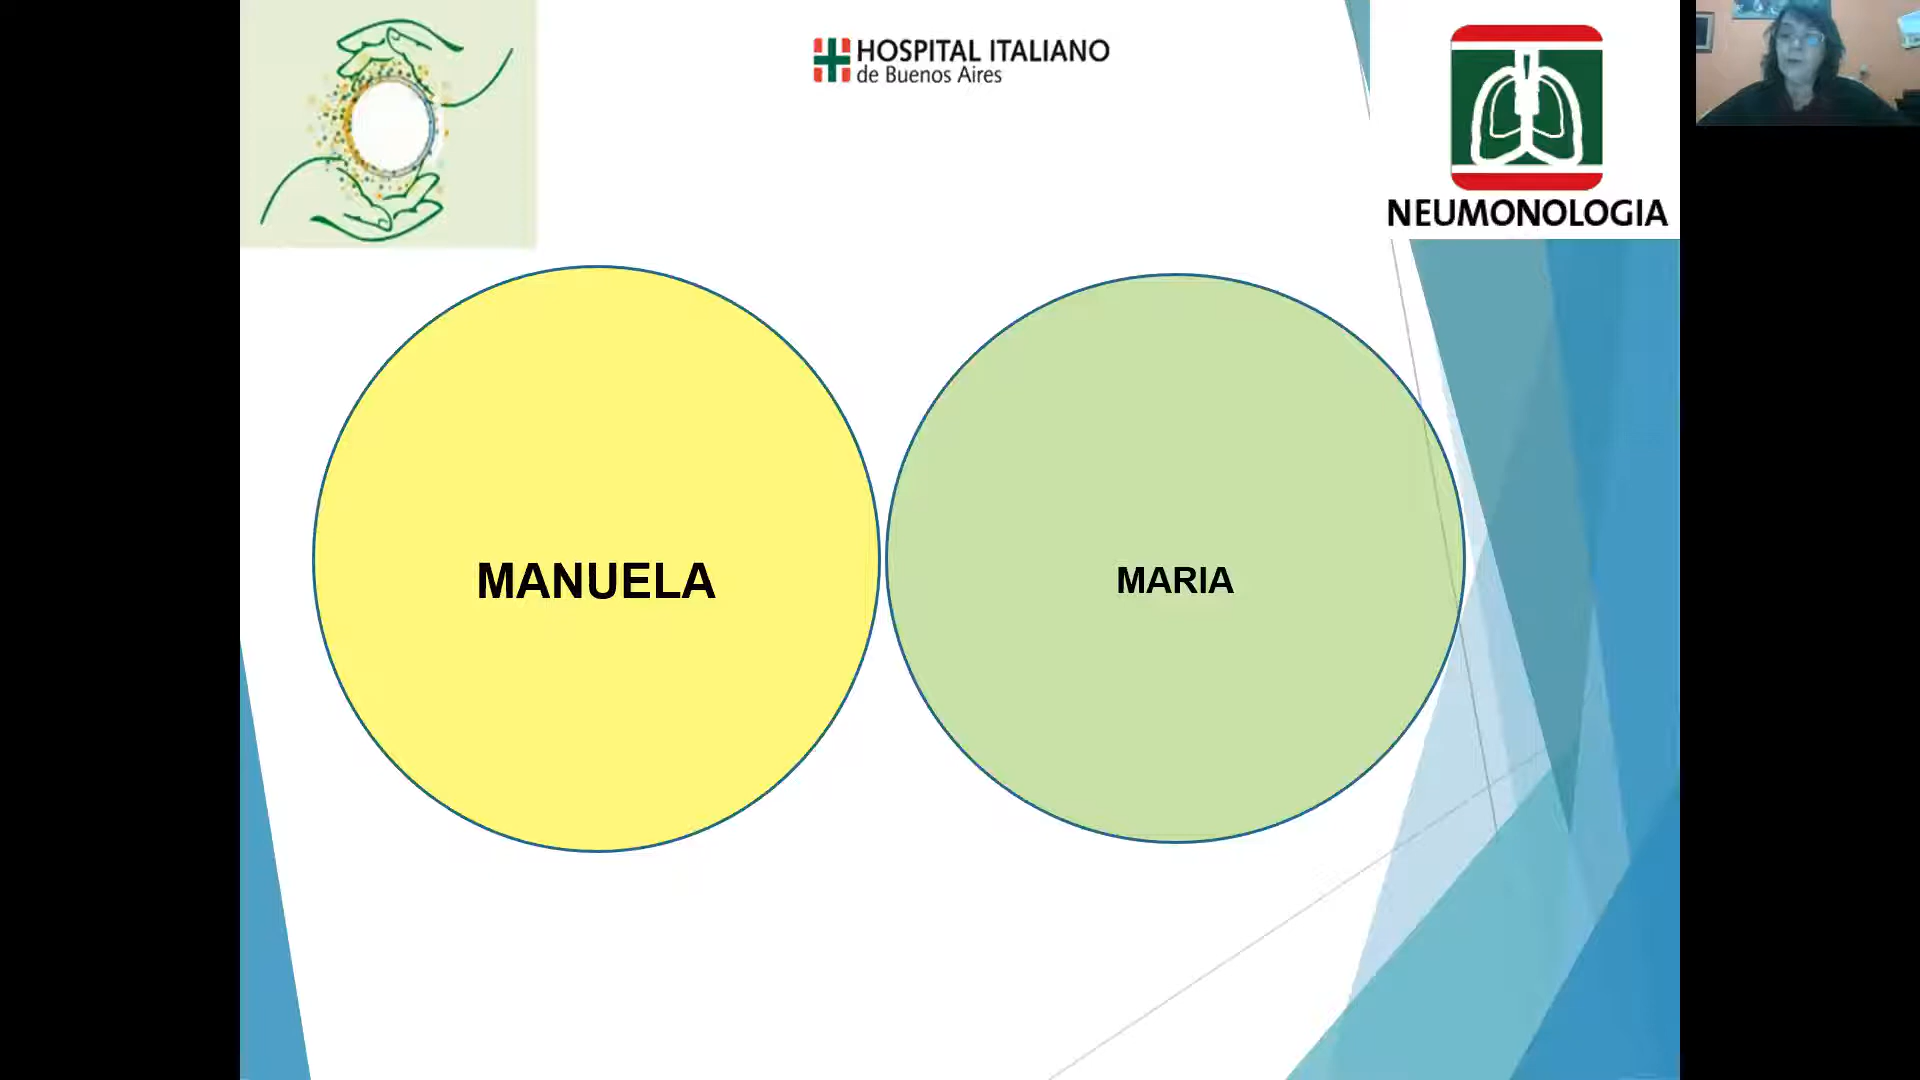 HOSPITAL ITALIANO
de Buenos Aires
NEUMONOLOGIA
MANUELA
MARIA